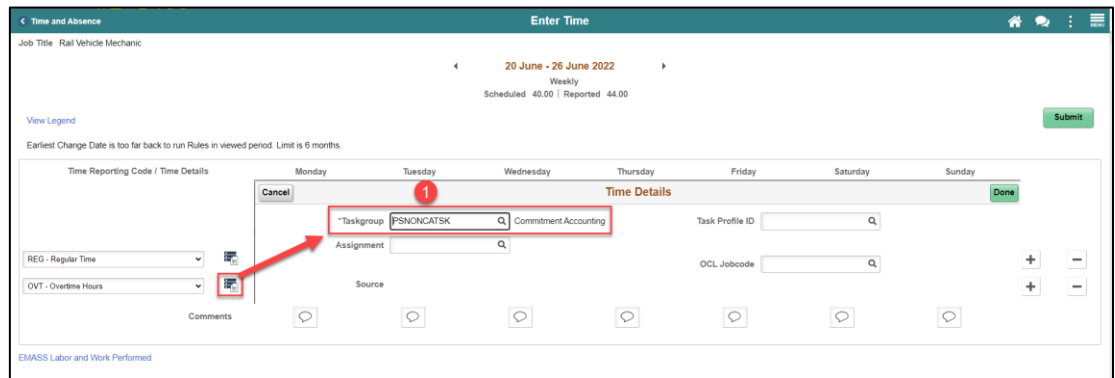 Time and Absence
Enter Time
MENU
Job Title Rail Vehicle Mechanic
20 June - 26 June 2022
Weekly
Scheduled 40.00 | Reported 44.00
View Legend
Submit
Earliest Change Date is too far back to run Rules in viewed period. Limit is 6 months.
Time Reporting Code / Time Details Monday Tuesday Wednesday Thursday Friday Saturday Sunday
Cancel 1 Time Details Done
*Taskgroup PSNONCATSK Commitment Accounting Task Profile ID
Assignment
REG - Regular Time OCL Jobcode + −
OVT - Overtime Hours Source + −
Comments
EMASS Labor and Work Performed